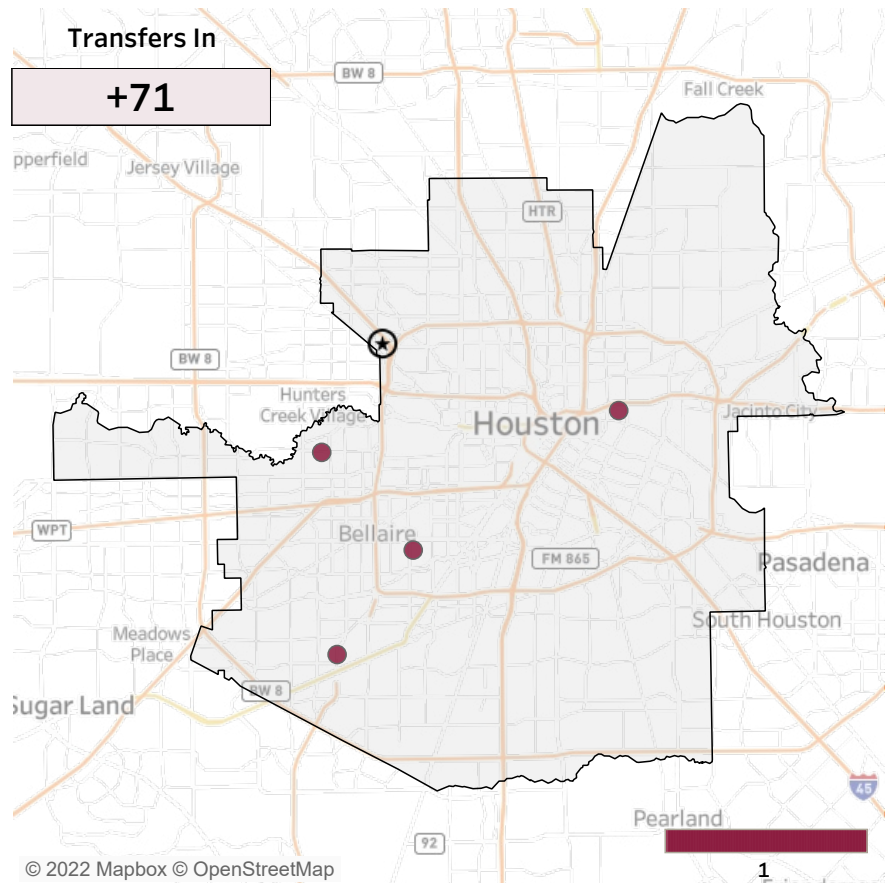 Transfers In
+71
BW 8
Fall Creek
pperfield
Jersey Village
HTR
BW 8
Hunters
Creek Village
Houston
Jacinto City
WPT
Bellaire
FM 865
Pasadena
Meadows
Place
South Houston
BW 8
Sugar Land
45
Pearland
92
1
© 2022 Mapbox © OpenStreetMap